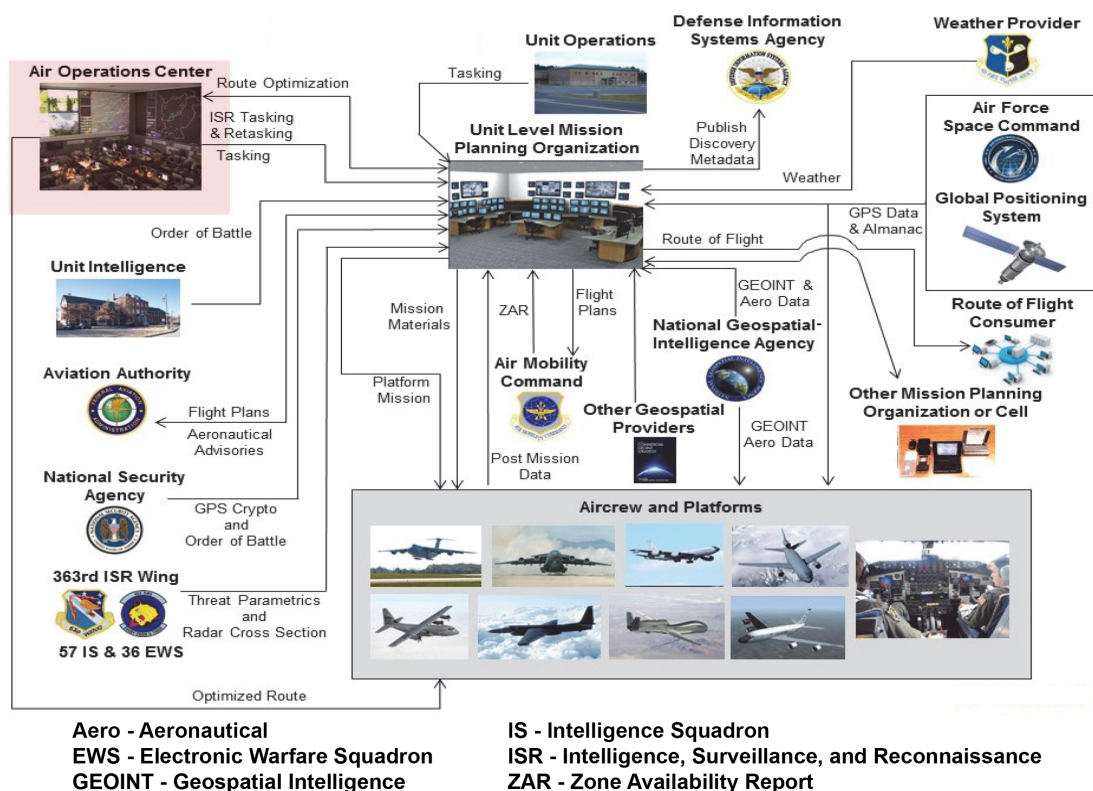 Air Operations Center
Route Optimization
ISR Tasking
& Retasking
Tasking
Tasking
Unit Operations
Unit Level Mission
Planning Organization
Defense Information
Systems Agency
Publish
Discovery
Metadata
Weather Provider
Weather
Air Force
Space Command
Global Positioning
System
GPS Data
& Almanac
Order of Battle
Unit Intelligence
Route of Flight
Route of Flight
Consumer
Mission
Materials
ZAR
Flight
Plans
GEOINT &
Aero Data
National Geospatial-
Intelligence Agency
Aviation Authority
Flight Plans
Aeronautical
Advisories
Platform
Mission
Air Mobility
Command
Other Geospatial
Providers
GEOINT
Aero Data
Other Mission Planning
Organization or Cell
Post Mission
Data
National Security
Agency
GPS Crypto
and
Order of Battle
363rd ISR Wing
Threat Parametrics
and
Radar Cross Section
57 IS & 36 EWS
Aircrew and Platforms
Optimized Route
Aero - Aeronautical
EWS - Electronic Warfare Squadron
GEOINT - Geospatial Intelligence
IS - Intelligence Squadron
ISR - Intelligence, Surveillance, and Reconnaissance
ZAR - Zone Availability Report